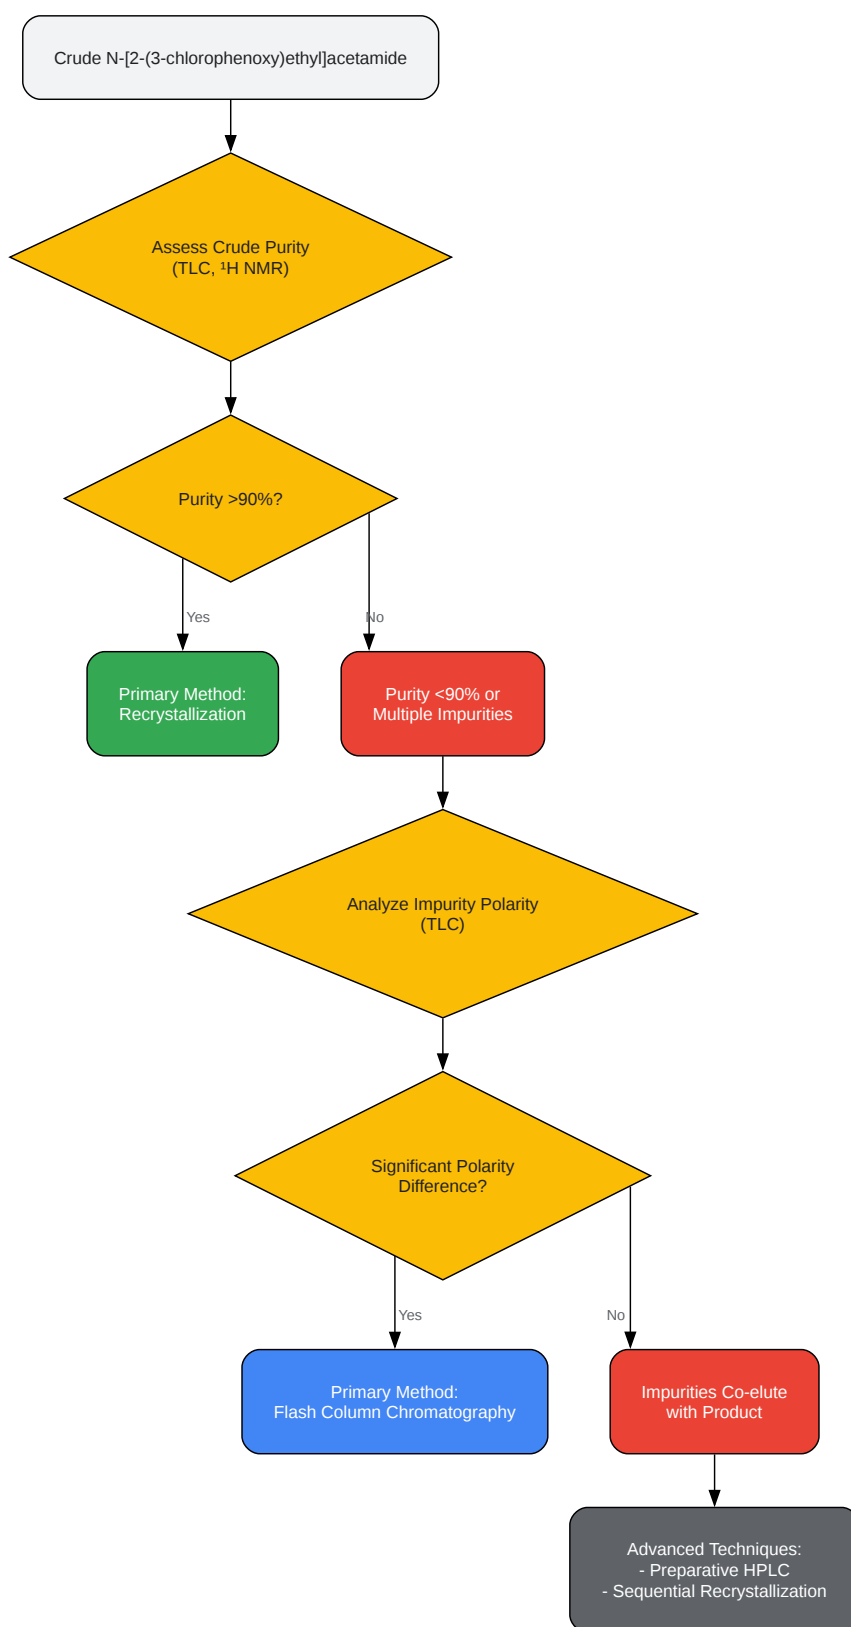 Crude N-[2-(3-chlorophenoxy)ethyl]acetamide
Assess Crude Purity
(TLC, ¹H NMR)
Purity >90%?
Yes
No
Primary Method:
Recrystallization
Purity <90% or
Multiple Impurities
Analyze Impurity Polarity
(TLC)
Significant Polarity
Difference?
Yes
No
Primary Method:
Flash Column Chromatography
Impurities Co-elute
with Product
Advanced Techniques:
- Preparative HPLC
- Sequential Recrystallization